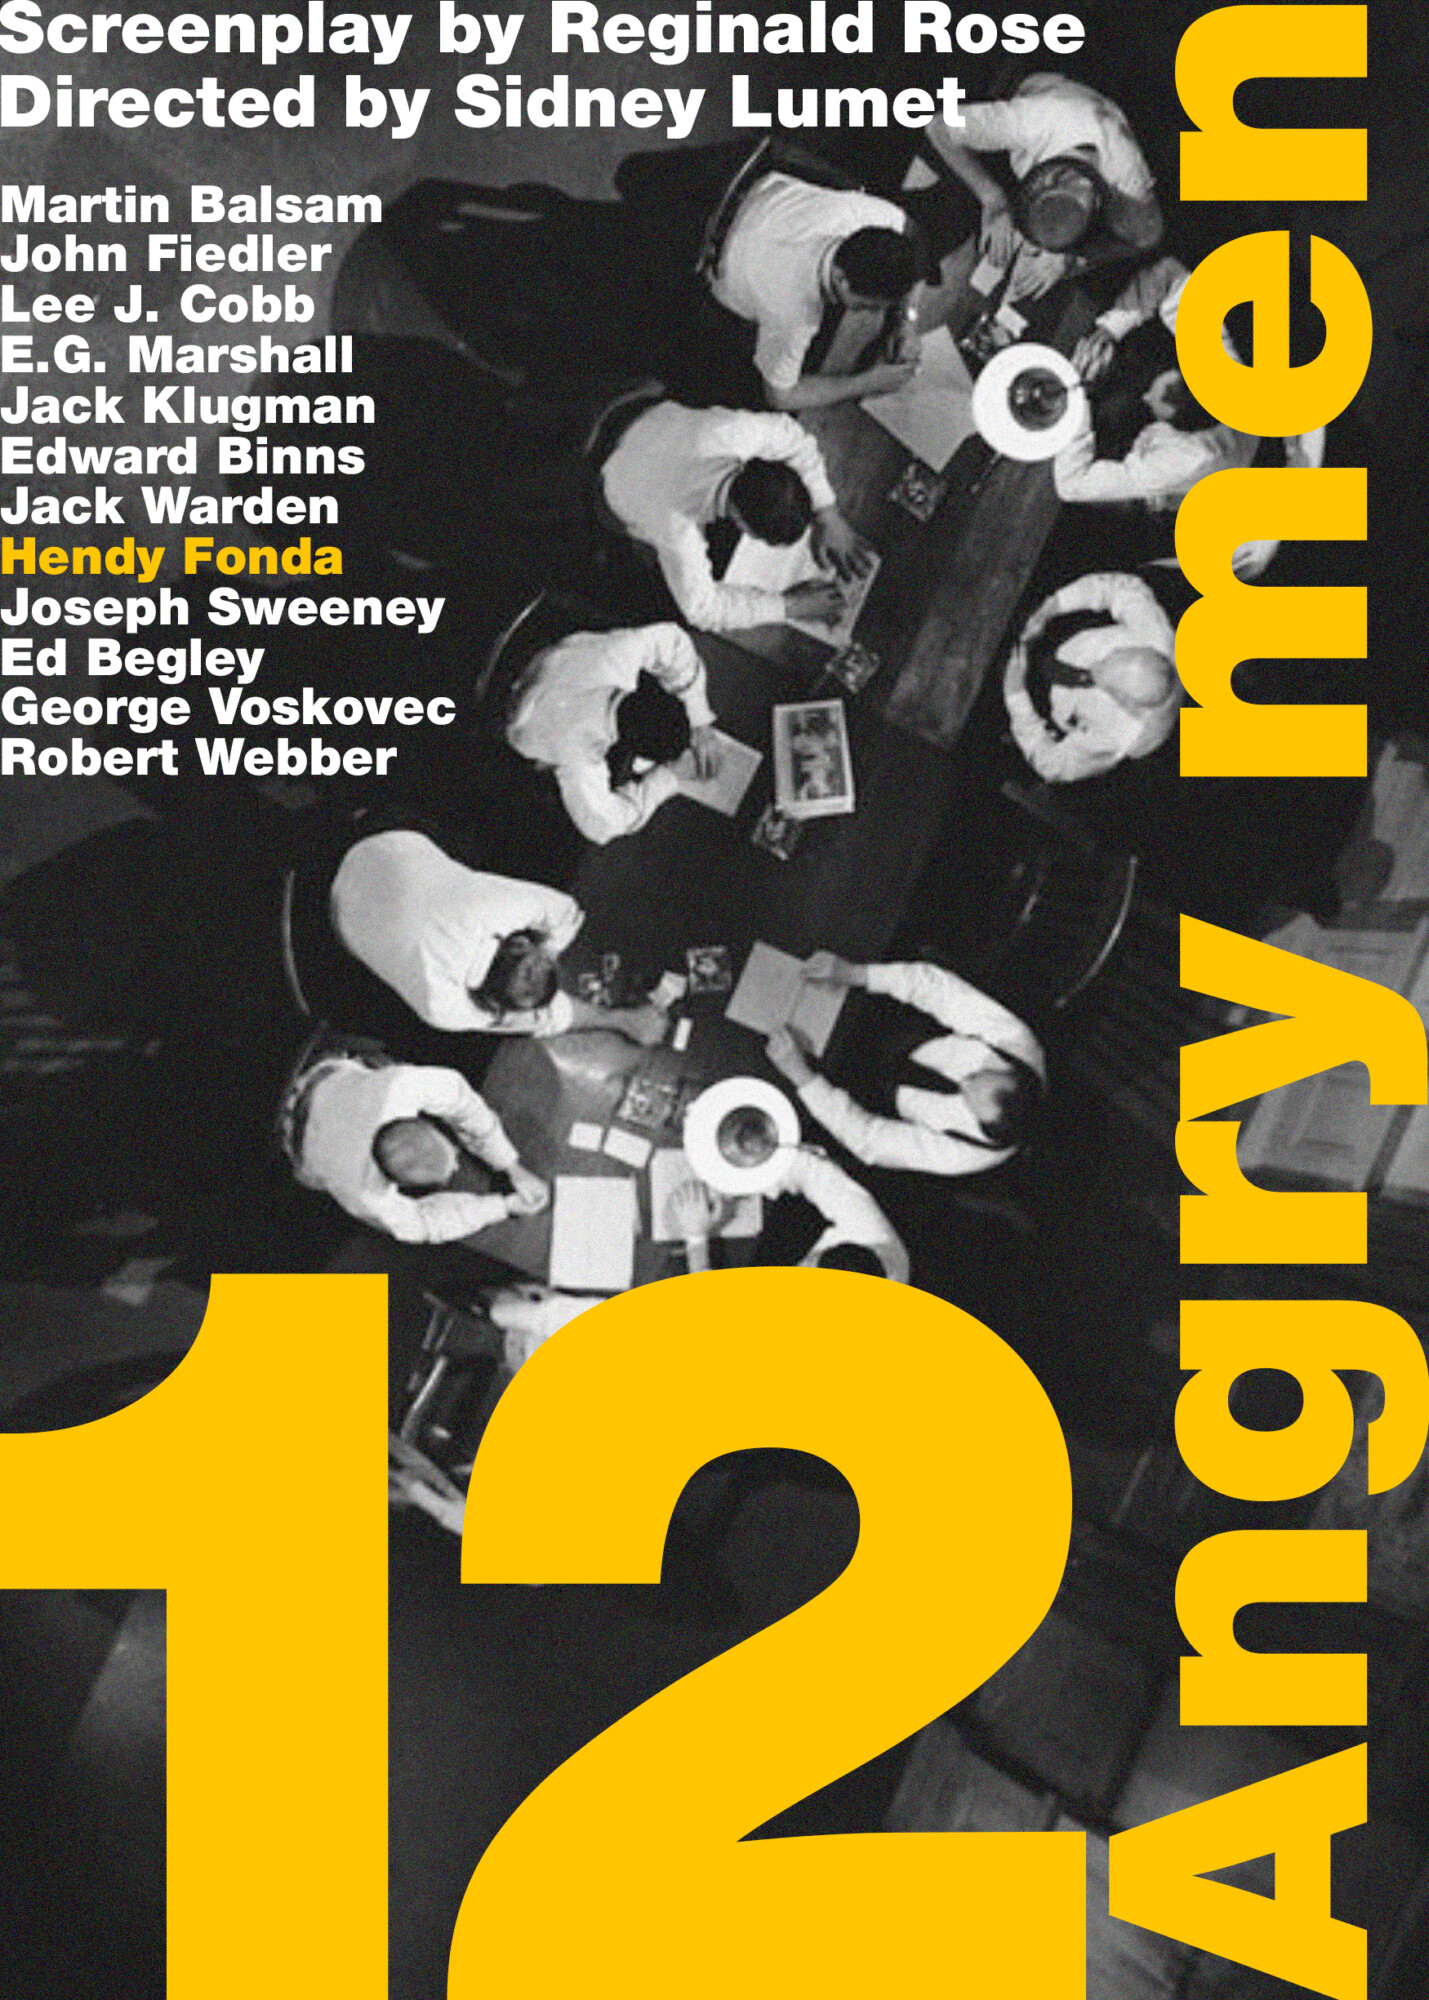 Screenplay by Reginald Rose
Directed by Sidney Lumet
Martin Balsam
John Fiedler
Lee J. Cobb
E.G. Marshall
Jack Klugman
Edward Binns
Jack Warden
Hendy Fonda
Joseph Sweeney
Ed Begley
George Voskovec
Robert Webber
12
Angry men